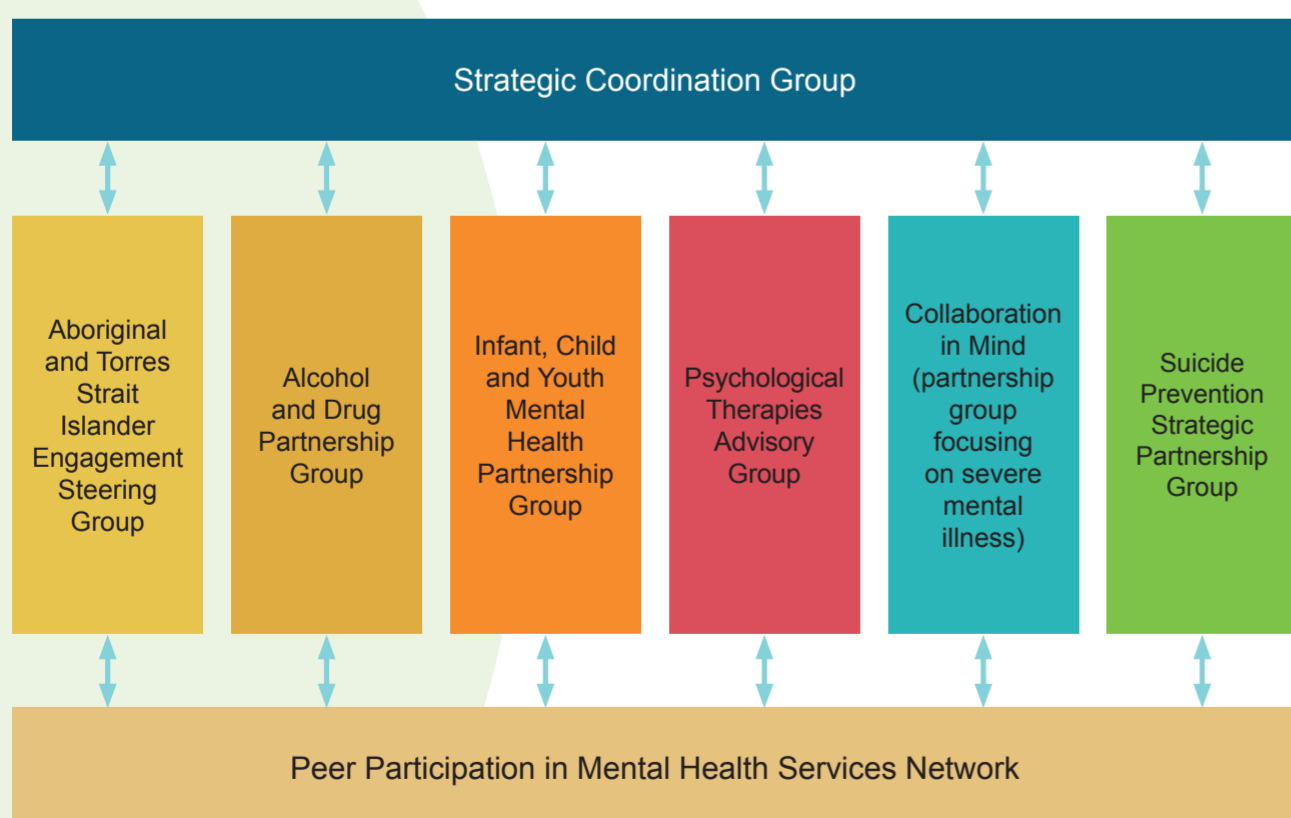 Strategic Coordination Group
Aboriginal
and Torres
Strait
Islander
Engagement
Steering
Group
Alcohol
and Drug
Partnership
Group
Infant, Child
and Youth
Mental
Health
Partnership
Group
Psychological
Therapies
Advisory
Group
Collaboration
in Mind
(partnership
group
focusing
on severe
mental
illness)
Suicide
Prevention
Strategic
Partnership
Group
Peer Participation in Mental Health Services Network